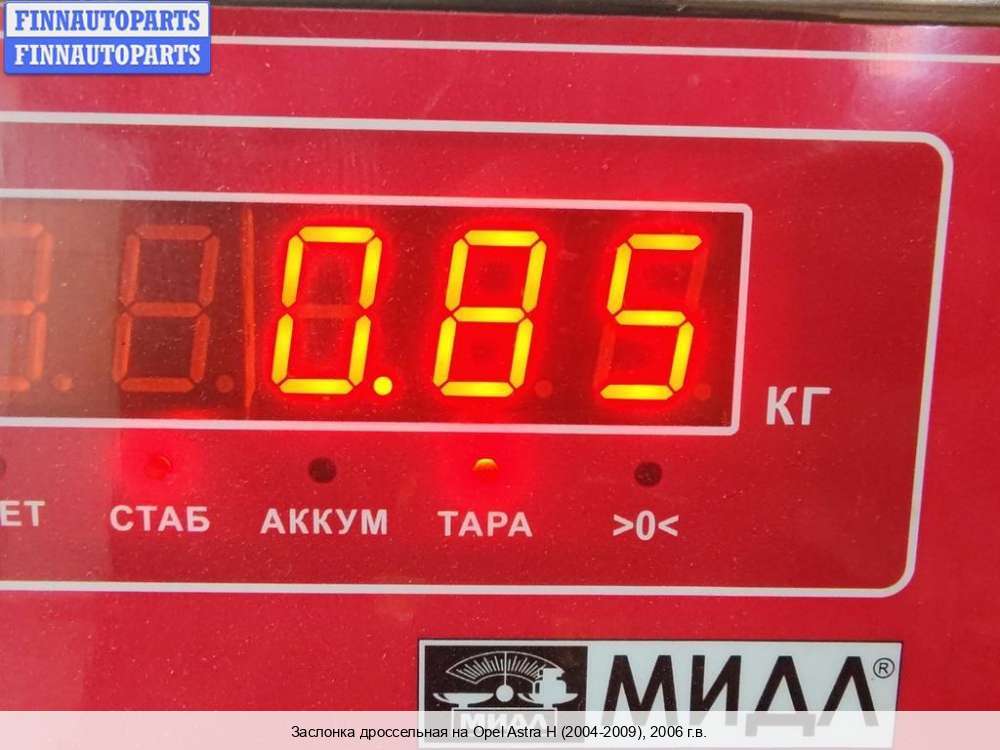 FINNAUTOPARTS
FINNAUTOPARTS
0.85
КГ
ЕТ СТАБ АККУМ ТАРА >0<
МИДЛ МИДЛ®
Заслонка дроссельная на Opel Astra H (2004-2009), 2006 г.в.